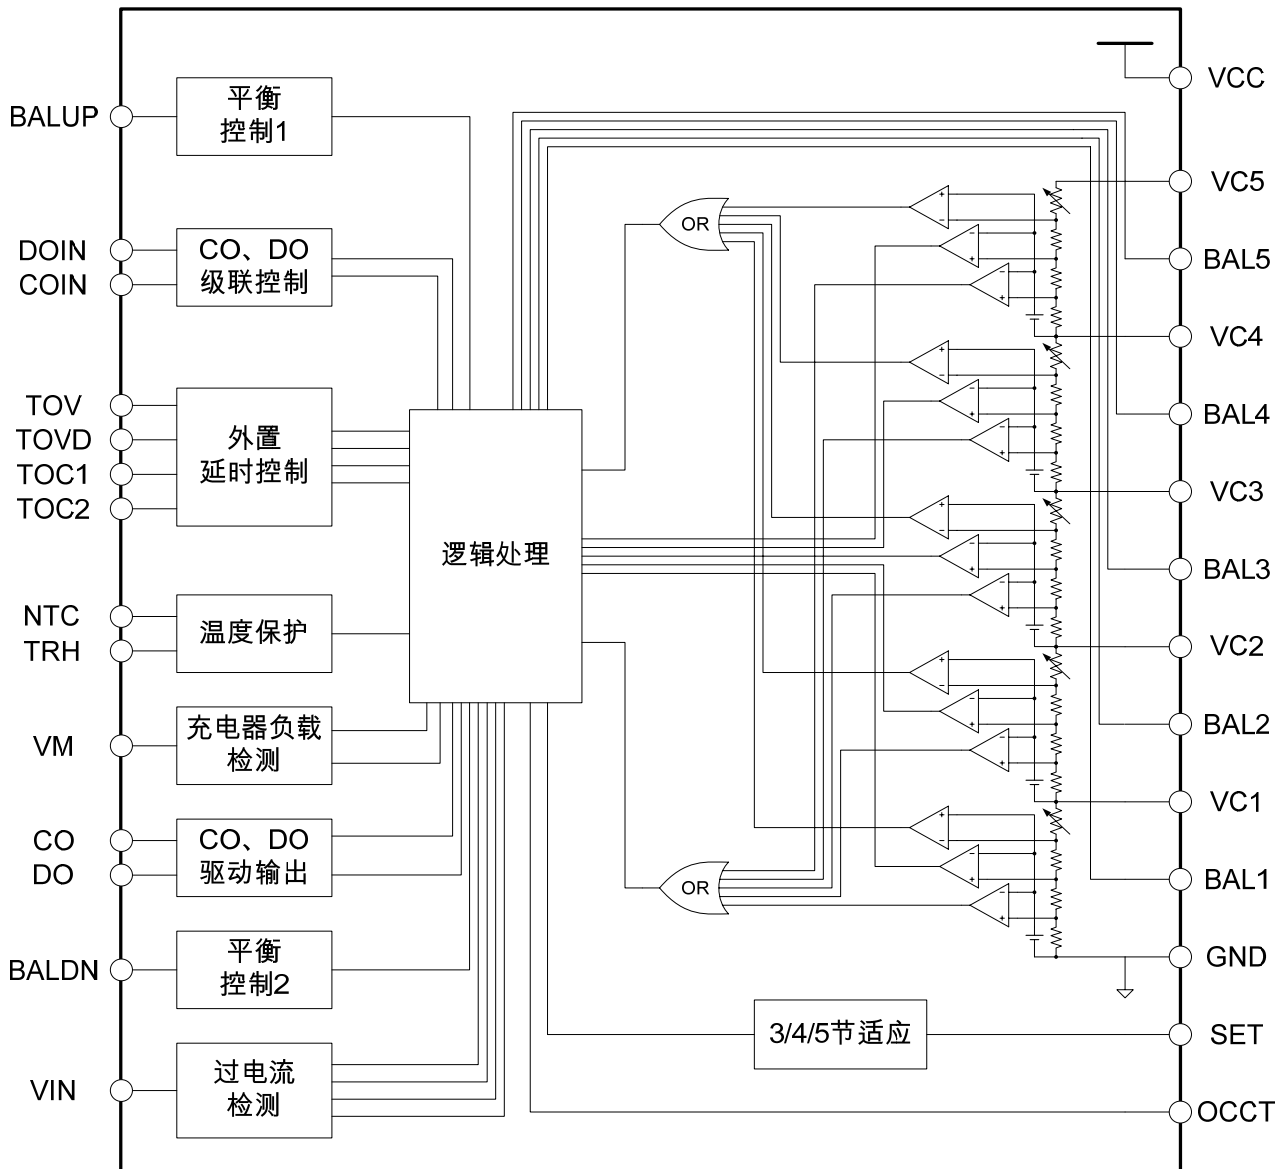 BALUP
平衡
控制1
DOIN
COIN
CO、DO
级联控制
TOV
TOVD
TOC1
TOC2
外置
延时控制
NTC
TRH
温度保护
VM
充电器负载
检测
CO
DO
CO、DO
驱动输出
BALDN
平衡
控制2
VIN
过电流
检测
逻辑处理
OR
OR
3/4/5节适应
VCC
VC5
BAL5
VC4
BAL4
VC3
BAL3
VC2
BAL2
VC1
BAL1
GND
SET
OCCT